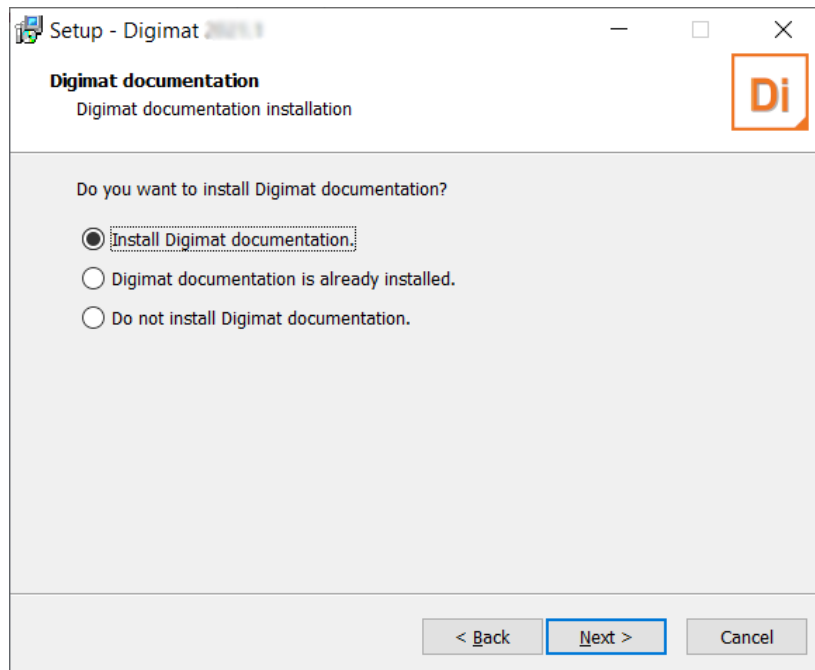 Setup - Digimat
Digimat documentation
Digimat documentation installation
Di
Do you want to install Digimat documentation?
Install Digimat documentation.
Digimat documentation is already installed.
Do not install Digimat documentation.
< Back
Next >
Cancel